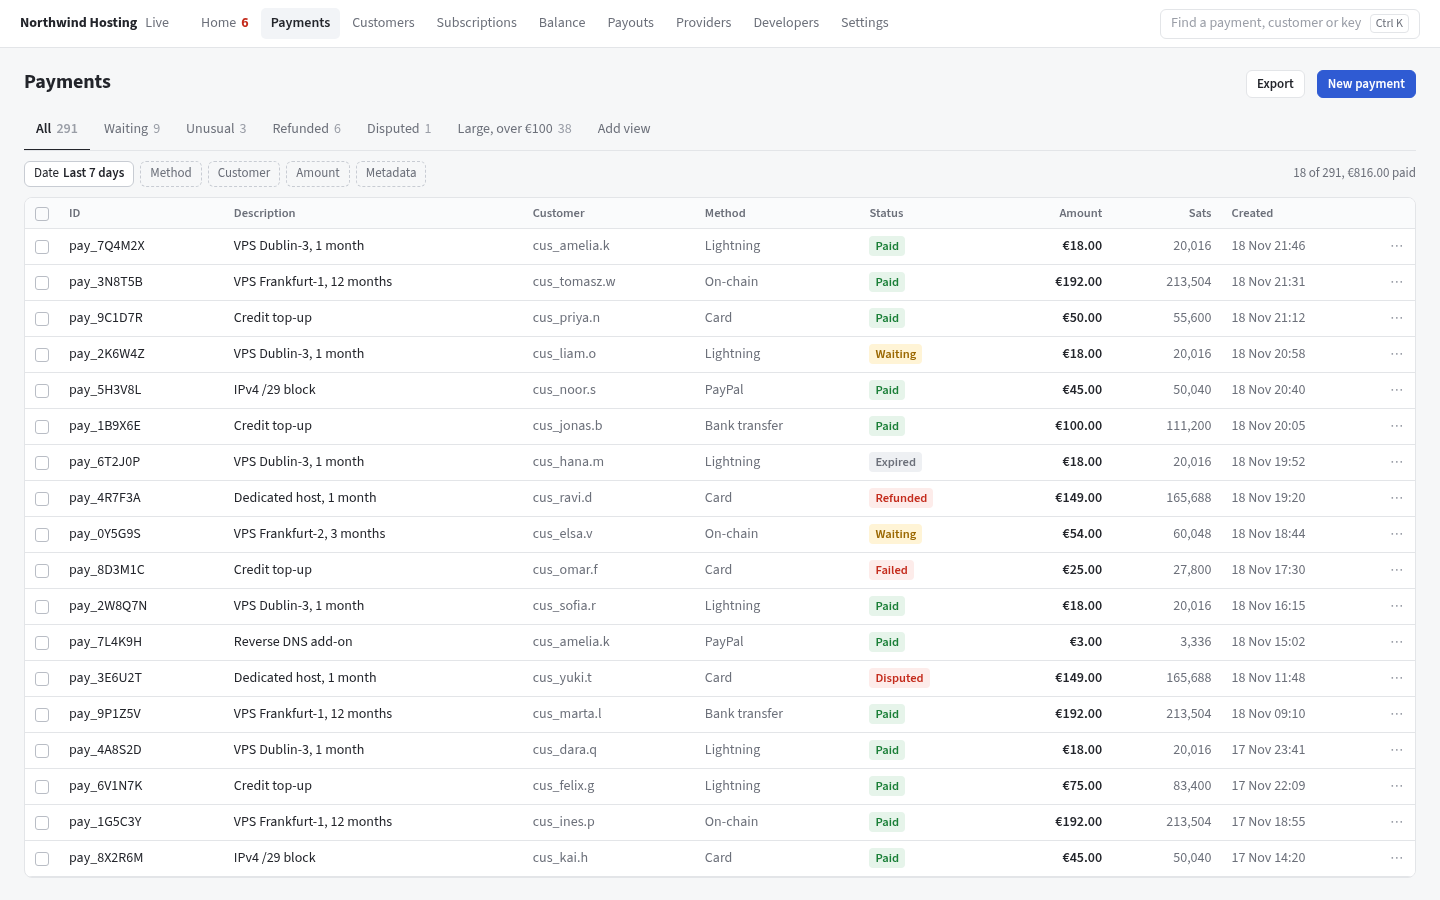 Northwind Hosting Live Home 6 Payments Customers Subscriptions Balance Payouts Providers Developers Settings Find a payment, customer or key Ctrl K
Payments Export New payment
All 291 Waiting 9 Unusual 3 Refunded 6 Disputed 1 Large, over €100 38 Add view
Date Last 7 days Method Customer Amount Metadata 18 of 291, €816.00 paid
ID Description Customer Method Status Amount Sats Created
pay_7Q4M2X VPS Dublin-3, 1 month cus_amelia.k Lightning Paid €18.00 20,016 18 Nov 21:46 ···
pay_3N8T5B VPS Frankfurt-1, 12 months cus_tomasz.w On-chain Paid €192.00 213,504 18 Nov 21:31 ···
pay_9C1D7R Credit top-up cus_priya.n Card Paid €50.00 55,600 18 Nov 21:12 ···
pay_2K6W4Z VPS Dublin-3, 1 month cus_liam.o Lightning Waiting €18.00 20,016 18 Nov 20:58 ···
pay_5H3V8L IPv4 /29 block cus_noor.s PayPal Paid €45.00 50,040 18 Nov 20:40 ···
pay_1B9X6E Credit top-up cus_jonas.b Bank transfer Paid €100.00 111,200 18 Nov 20:05 ···
pay_6T2J0P VPS Dublin-3, 1 month cus_hana.m Lightning Expired €18.00 20,016 18 Nov 19:52 ···
pay_4R7F3A Dedicated host, 1 month cus_ravi.d Card Refunded €149.00 165,688 18 Nov 19:20 ···
pay_0Y5G9S VPS Frankfurt-2, 3 months cus_elsa.v On-chain Waiting €54.00 60,048 18 Nov 18:44 ···
pay_8D3M1C Credit top-up cus_omar.f Card Failed €25.00 27,800 18 Nov 17:30 ···
pay_2W8Q7N VPS Dublin-3, 1 month cus_sofia.r Lightning Paid €18.00 20,016 18 Nov 16:15 ···
pay_7L4K9H Reverse DNS add-on cus_amelia.k PayPal Paid €3.00 3,336 18 Nov 15:02 ···
pay_3E6U2T Dedicated host, 1 month cus_yuki.t Card Disputed €149.00 165,688 18 Nov 11:48 ···
pay_9P1Z5V VPS Frankfurt-1, 12 months cus_marta.l Bank transfer Paid €192.00 213,504 18 Nov 09:10 ···
pay_4A8S2D VPS Dublin-3, 1 month cus_dara.q Lightning Paid €18.00 20,016 17 Nov 23:41 ···
pay_6V1N7K Credit top-up cus_felix.g Lightning Paid €75.00 83,400 17 Nov 22:09 ···
pay_1G5C3Y VPS Frankfurt-1, 12 months cus_ines.p On-chain Paid €192.00 213,504 17 Nov 18:55 ···
pay_8X2R6M IPv4 /29 block cus_kai.h Card Paid €45.00 50,040 17 Nov 14:20 ···